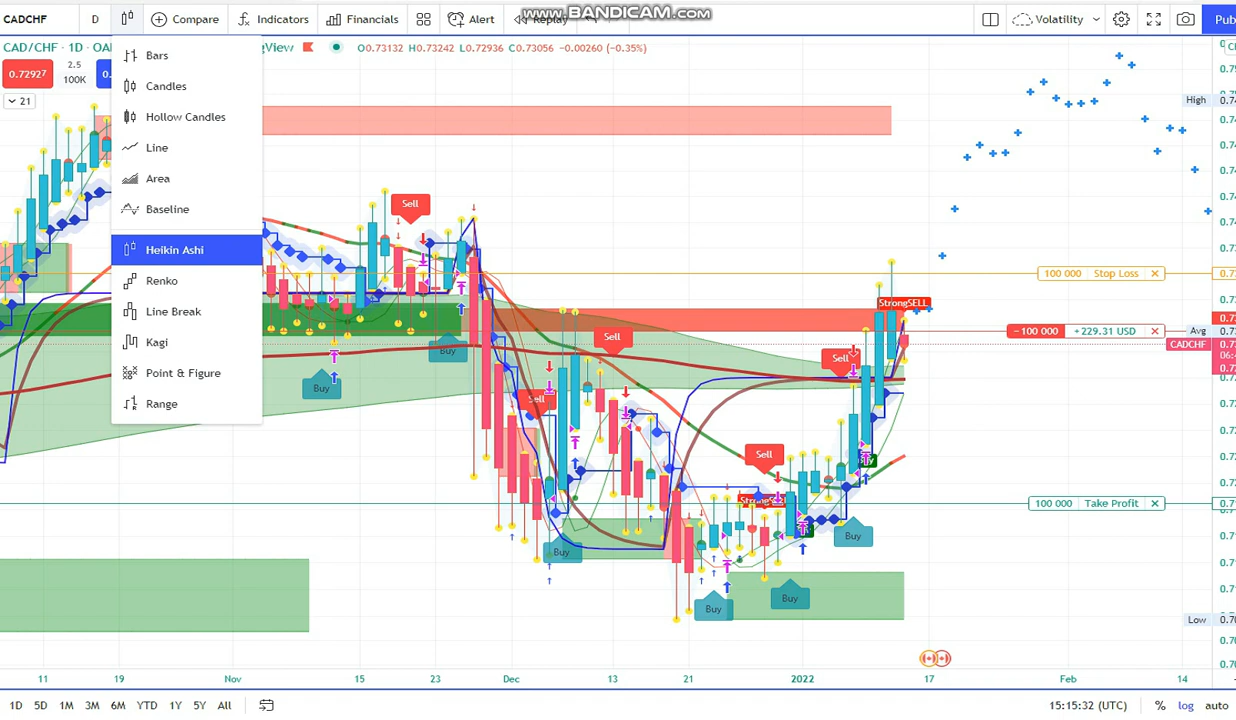 CADCHF D Compare Indicators Financials Alert Replay Volatility Pub
www.BANDICAM.com
CAD/CHF · 1D · OA
gView O0.73132 H0.73242 L0.72936 C0.73056 −0.00260 (−0.35%)
0.72927 2.5 0.
100K
21
Bars
Candles
Hollow Candles
Line
Area
Baseline
Heikin Ashi
Renko
Line Break
Kagi
Point & Figure
Range
High
Sell
Buy
Buy
Sell
Sell
Buy
Sell
Buy
Buy
Sell
Buy
StrongSELL
100 000 Stop Loss
−100 000 +229.31 USD
Avg
CADCHF
100 000 Take Profit
Low
11 19 Nov 15 23 Dec 13 21 2022 17 Feb 14
1D 5D 1M 3M 6M YTD 1Y 5Y All 15:15:32 (UTC) % log auto